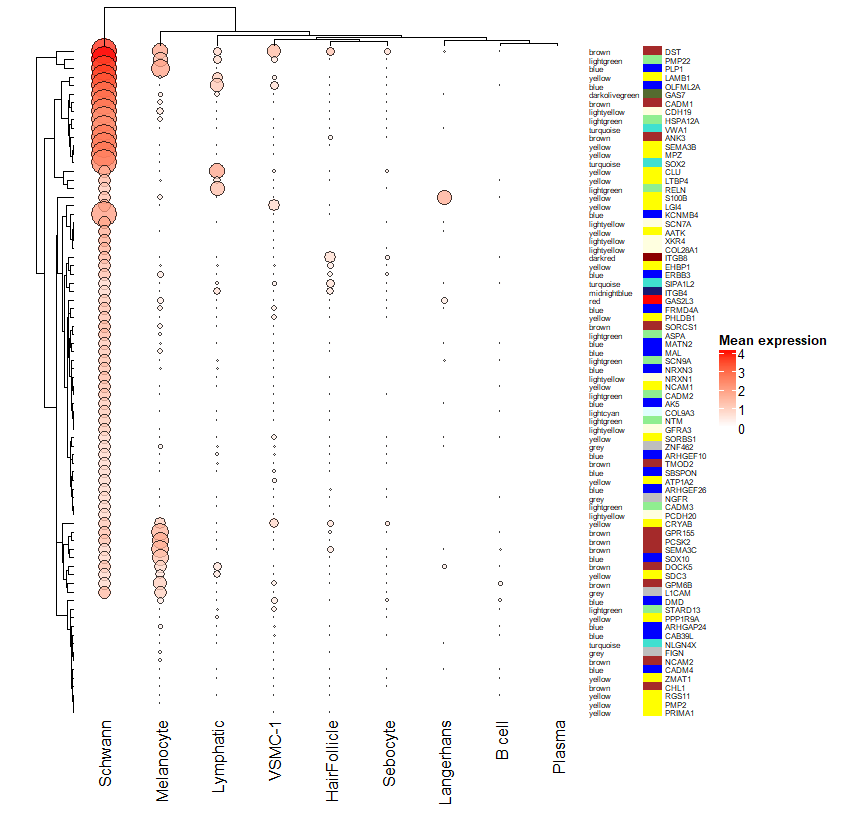 brown DST
lightgreen PMP22
blue PLP1
yellow LAMB1
blue OLFML2A
darkolivegreen GAS7
brown CADM1
lightyellow CDH19
lightgreen HSPA12A
turquoise VWA1
brown ANK3
yellow SEMA3B
yellow MPZ
turquoise SOX2
yellow CLU
yellow LTBP4
lightgreen RELN
yellow S100B
yellow LGI4
blue KCNMB4
lightyellow SCN7A
yellow AATK
lightyellow XKR4
lightyellow COL28A1
darkred ITGB8
yellow EHBP1
blue ERBB3
turquoise SIPA1L2
midnightblue ITGB4
red GAS2L3
blue FRMD4A
yellow PHLDB1
brown SORCS1
lightgreen ASPA
blue MATN2
blue MAL
lightgreen SCN9A
blue NRXN3
lightyellow NRXN1
yellow NCAM1
lightgreen CADM2
blue AK5
lightcyan COL9A3
lightgreen NTM
lightyellow GFRA3
yellow SORBS1
grey ZNF462
blue ARHGEF10
brown TMOD2
blue SBSPON
yellow ATP1A2
blue ARHGEF26
grey NGFR
lightgreen CADM3
lightyellow PCDH20
yellow CRYAB
brown GPR155
brown PCSK2
brown SEMA3C
blue SOX10
brown DOCK5
yellow SDC3
brown GPM6B
grey L1CAM
blue DMD
lightgreen STARD13
yellow PPP1R9A
blue ARHGAP24
blue CAB39L
turquoise NLGN4X
grey FIGN
brown NCAM2
blue CADM4
yellow ZMAT1
brown CHL1
yellow RGS11
yellow PMP2
yellow PRIMA1
Mean expression
4
3
2
1
0
Schwann
Melanocyte
Lymphatic
VSMC-1
HairFollicle
Sebocyte
Langerhans
B cell
Plasma